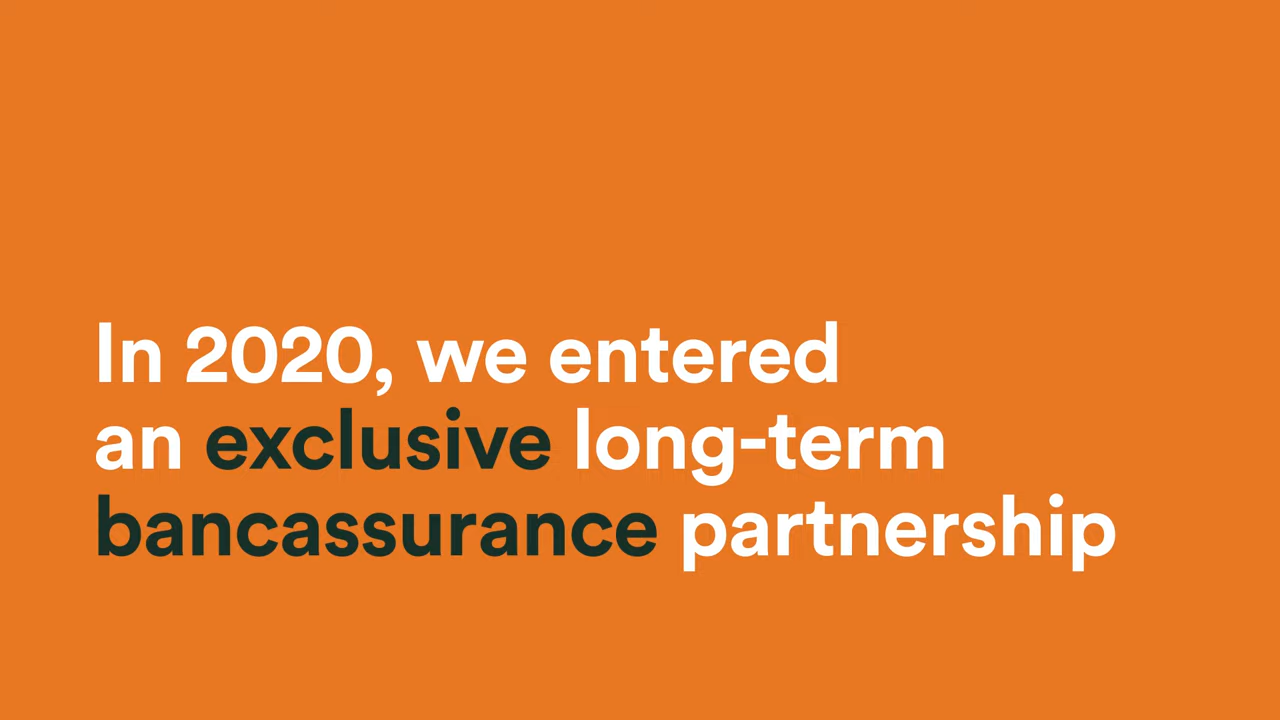 In 2020, we entered
an exclusive long-term
bancassurance partnership